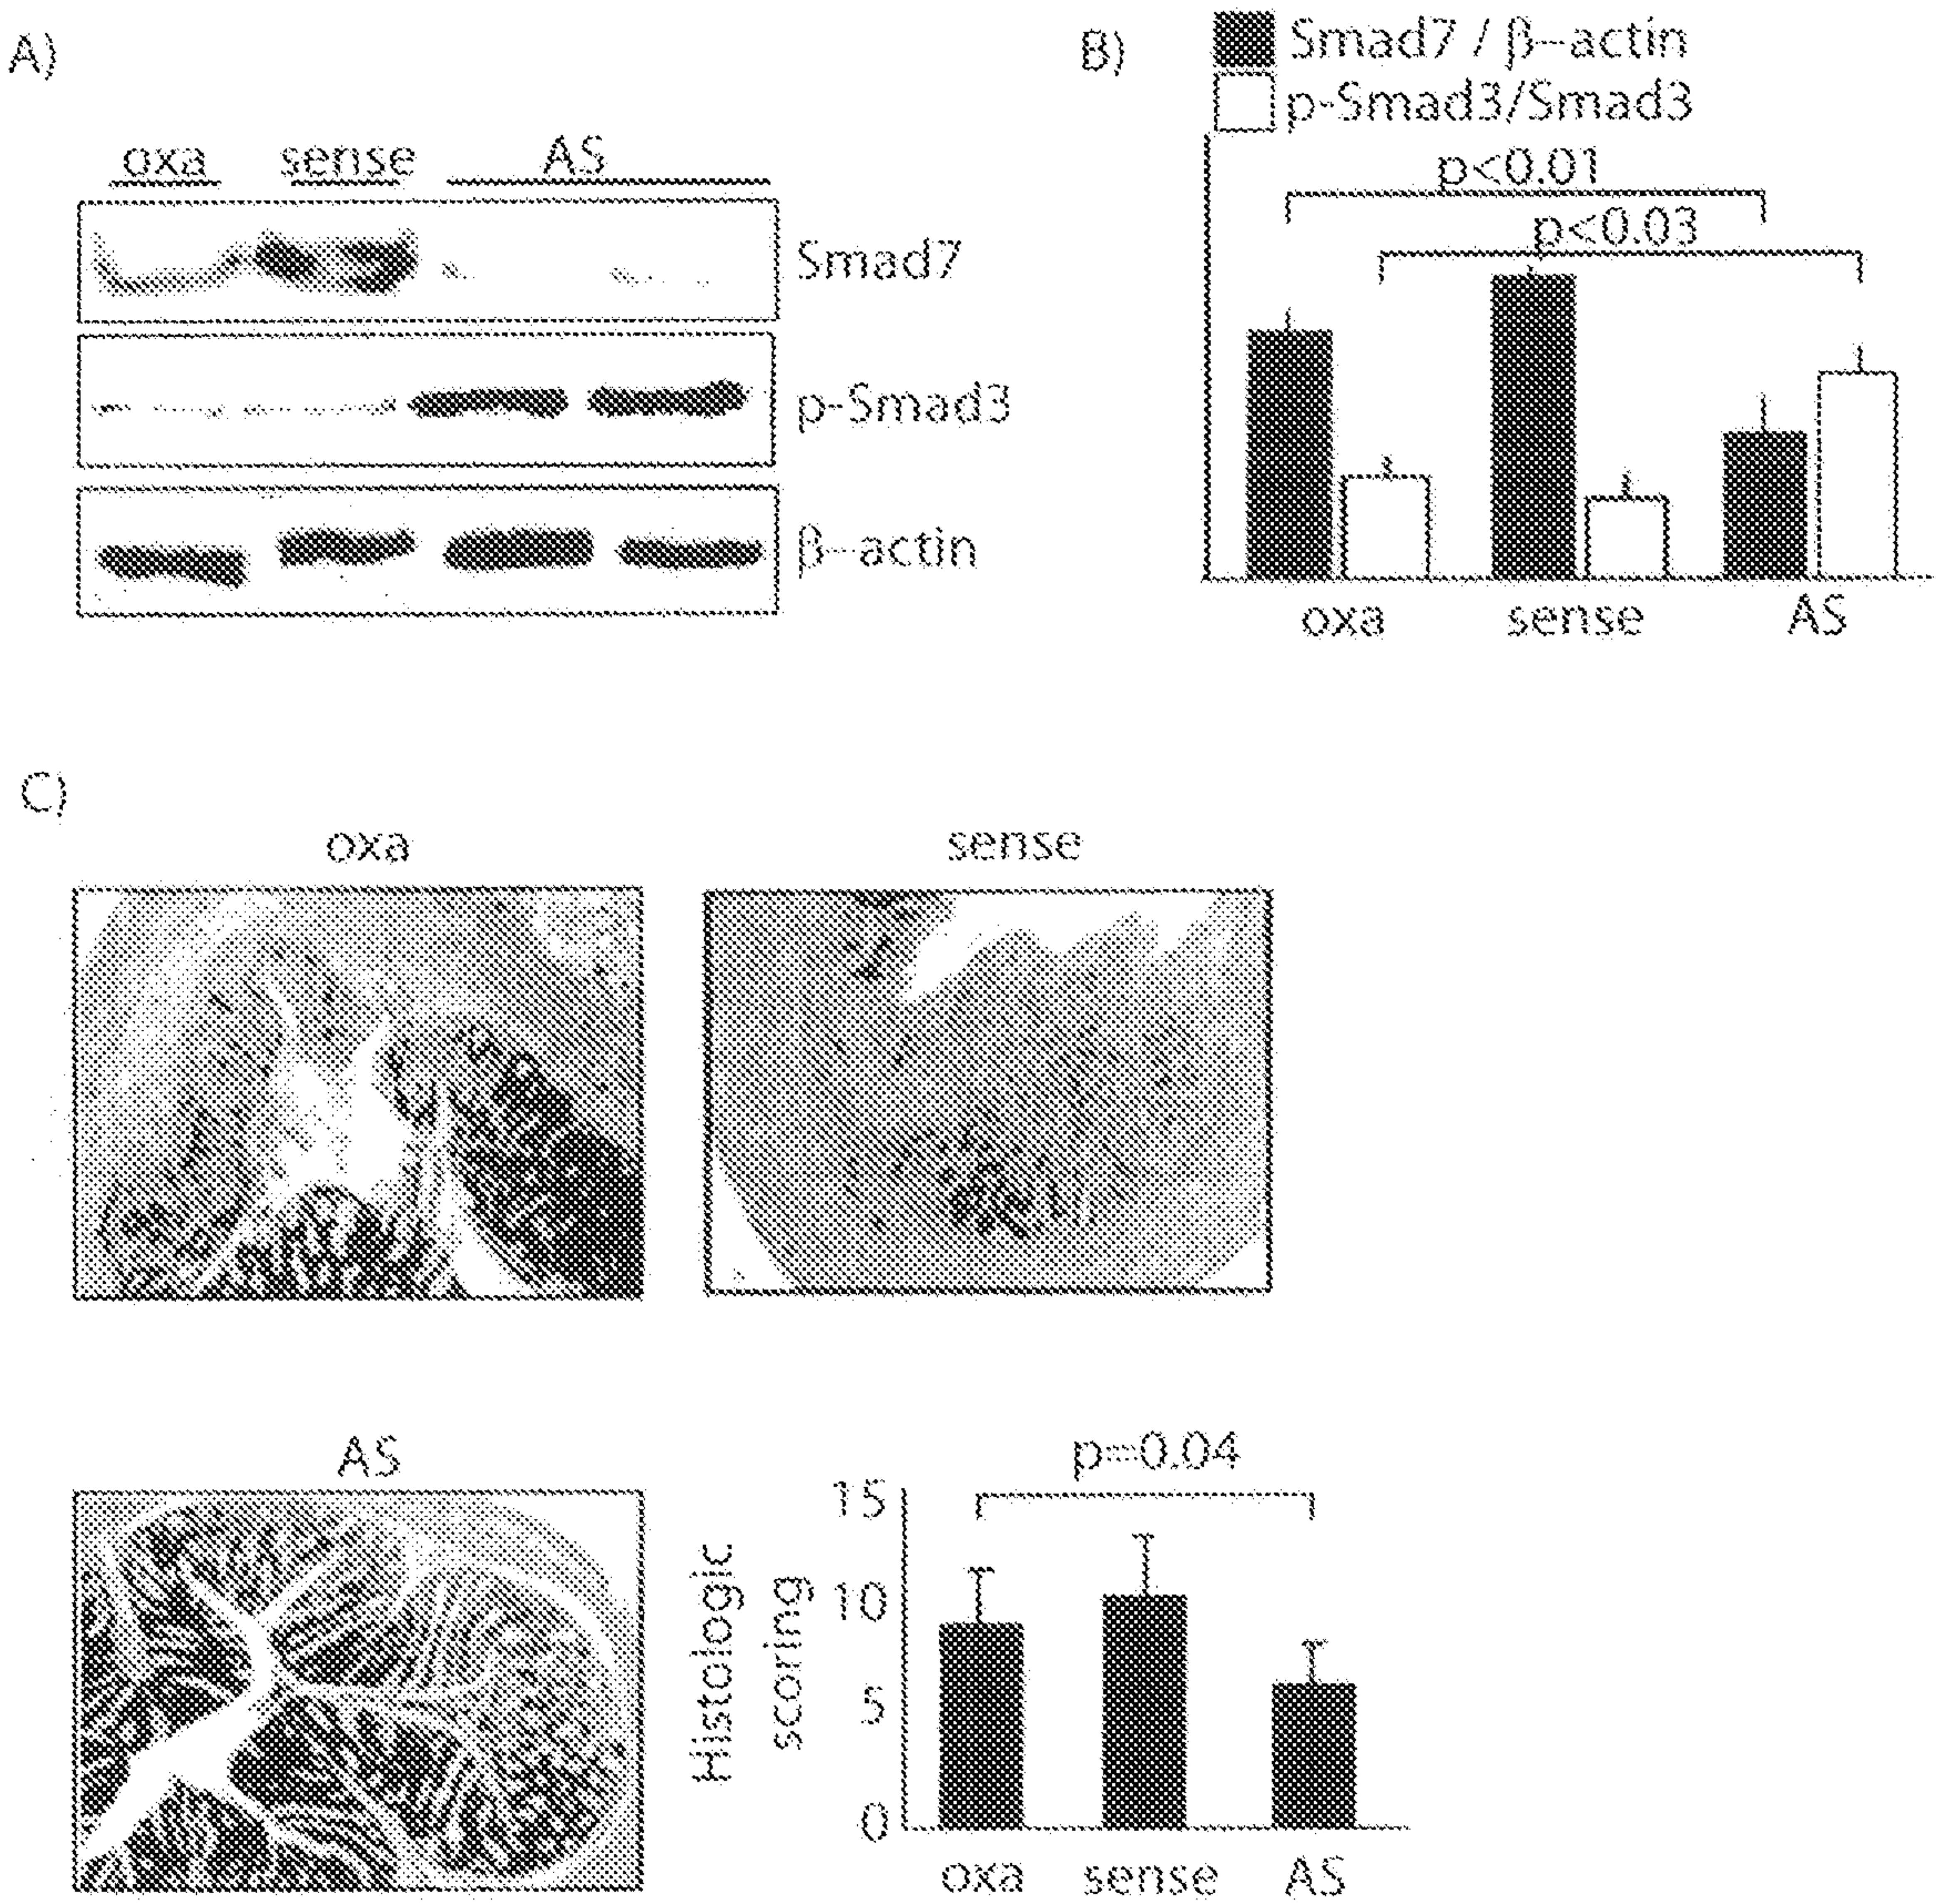 A)
oxa sense AS
Smad7
p-Smad3
β-actin
B)
Smad7 / β-actin
p-Smad3/Smad3
p<0.01
p<0.03
oxa sense AS
C)
oxa sense
AS
p=0.04
Histologic
scoring
15
10
5
0
oxa sense AS